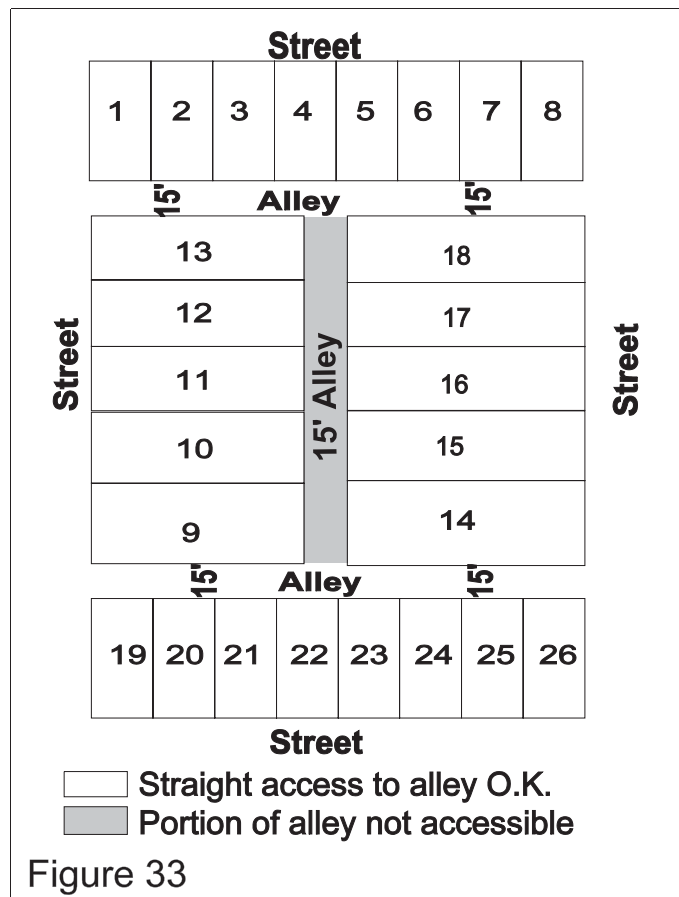 Street
1 2 3 4 5 6 7 8
15' Alley 15'
13 18
12 17
Street 11 15' Alley 16 Street
10 15
9 14
15' Alley 15'
19 20 21 22 23 24 25 26
Street
Straight access to alley O.K.
Portion of alley not accessible
Figure 33